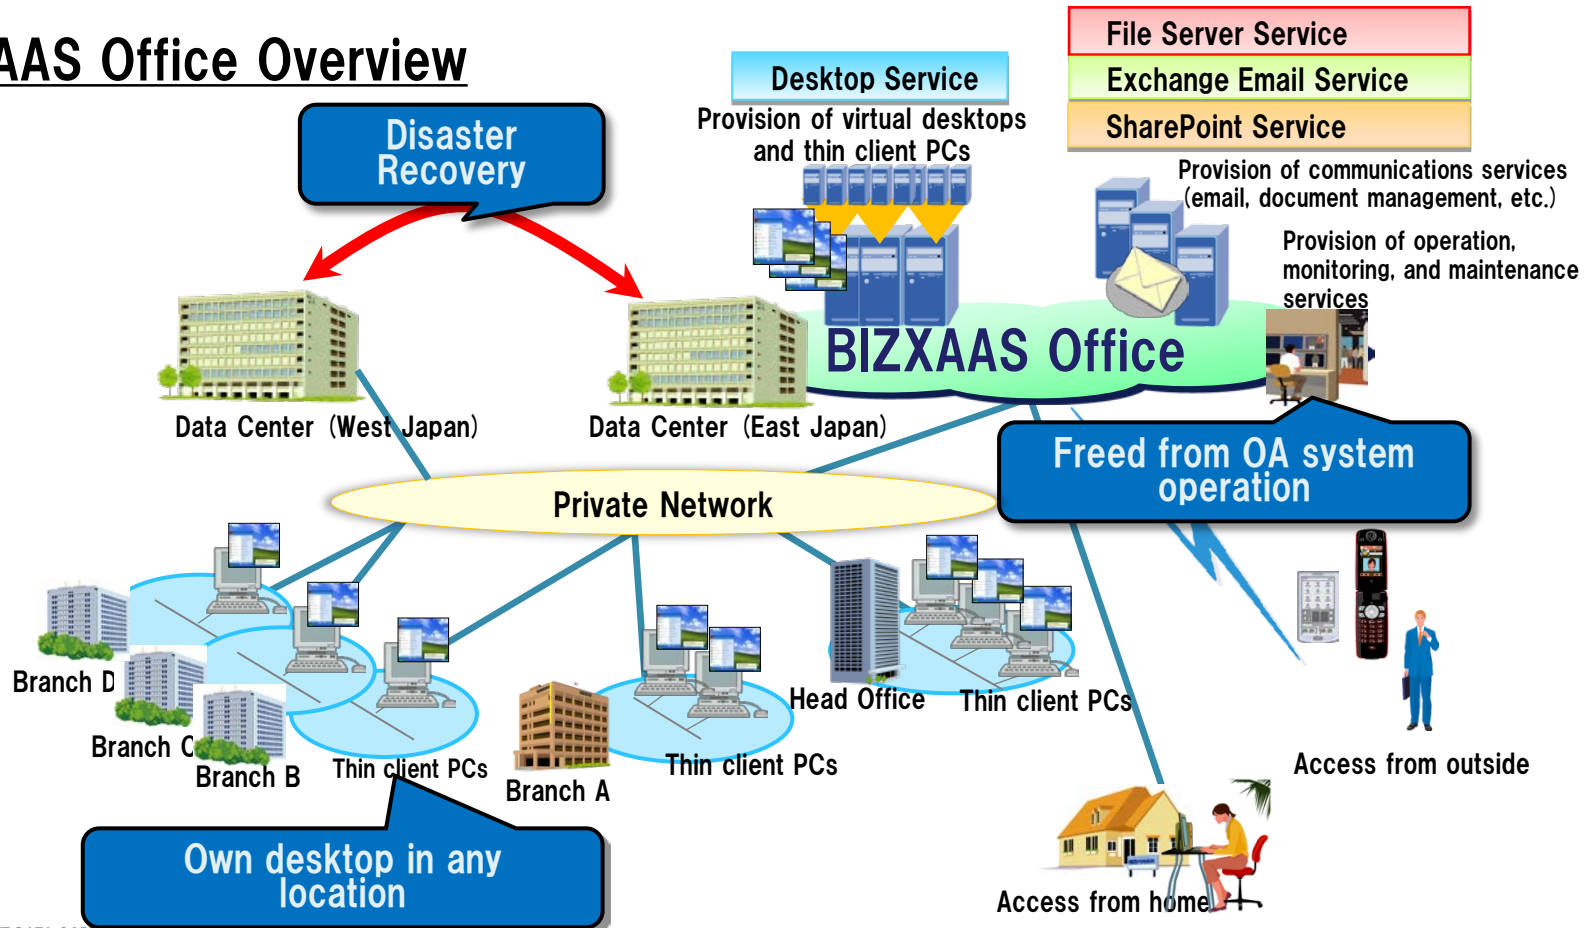 AAS Office Overview
File Server Service
Exchange Email Service
SharePoint Service
Desktop Service
Provision of virtual desktops
and thin client PCs
Disaster
Recovery
Provision of communications services
(email, document management, etc.)
Provision of operation,
monitoring, and maintenance
services
BIZXAAS Office
Data Center (West Japan)
Data Center (East Japan)
Freed from OA system
operation
Private Network
Branch D
Branch C
Branch B
Thin client PCs
Branch A
Thin client PCs
Head Office
Thin client PCs
Access from outside
Own desktop in any
location
Access from home